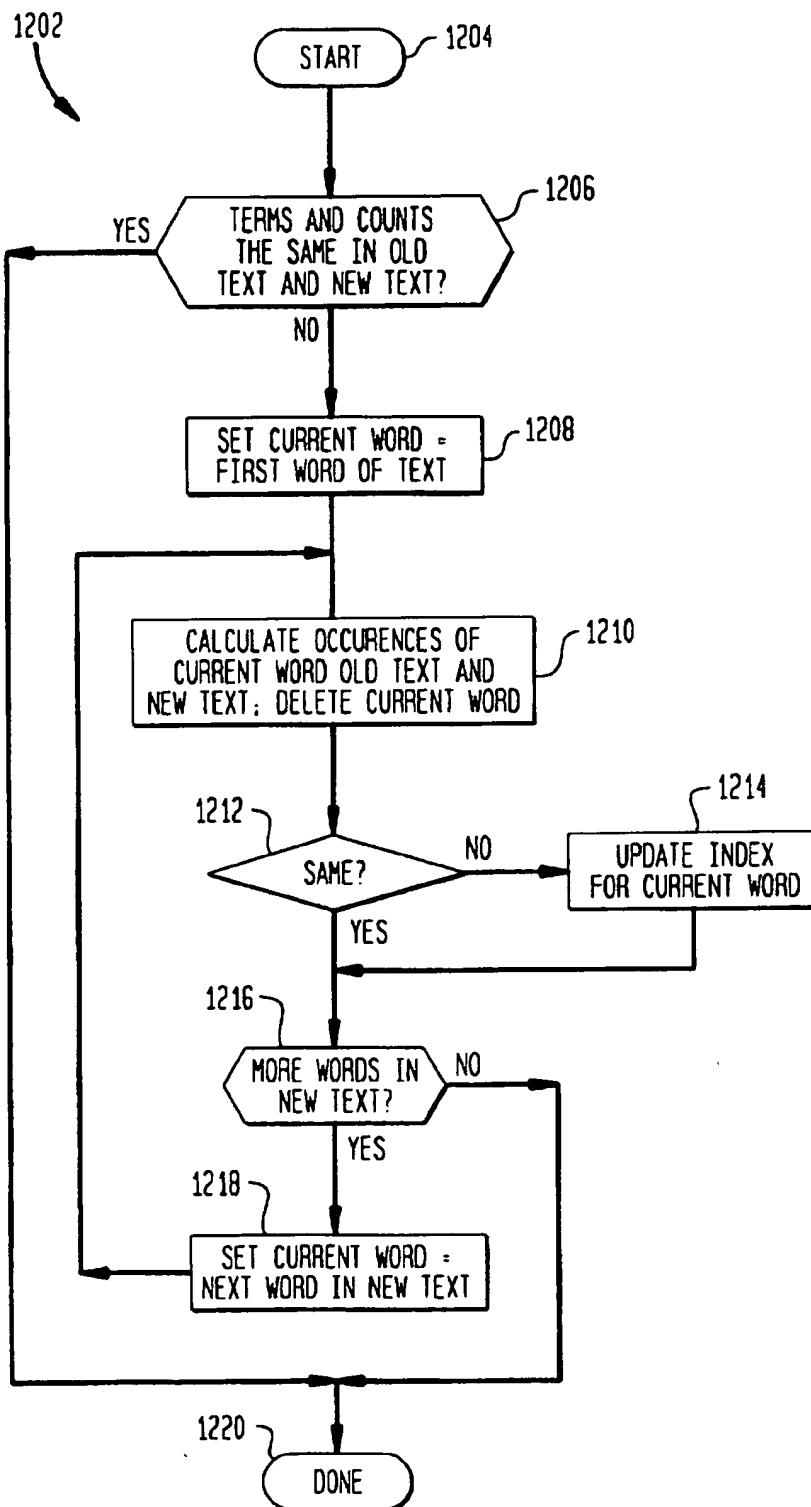 1202
START
1204
1206
YES
TERMS AND COUNTS
THE SAME IN OLD
TEXT AND NEW TEXT?
NO
SET CURRENT WORD =
FIRST WORD OF TEXT
1208
CALCULATE OCCURENCES OF
CURRENT WORD OLD TEXT AND
NEW TEXT; DELETE CURRENT WORD
1210
1212
SAME?
NO
1214
UPDATE INDEX
FOR CURRENT WORD
YES
1216
MORE WORDS IN
NEW TEXT?
NO
YES
1218
SET CURRENT WORD =
NEXT WORD IN NEW TEXT
1220
DONE